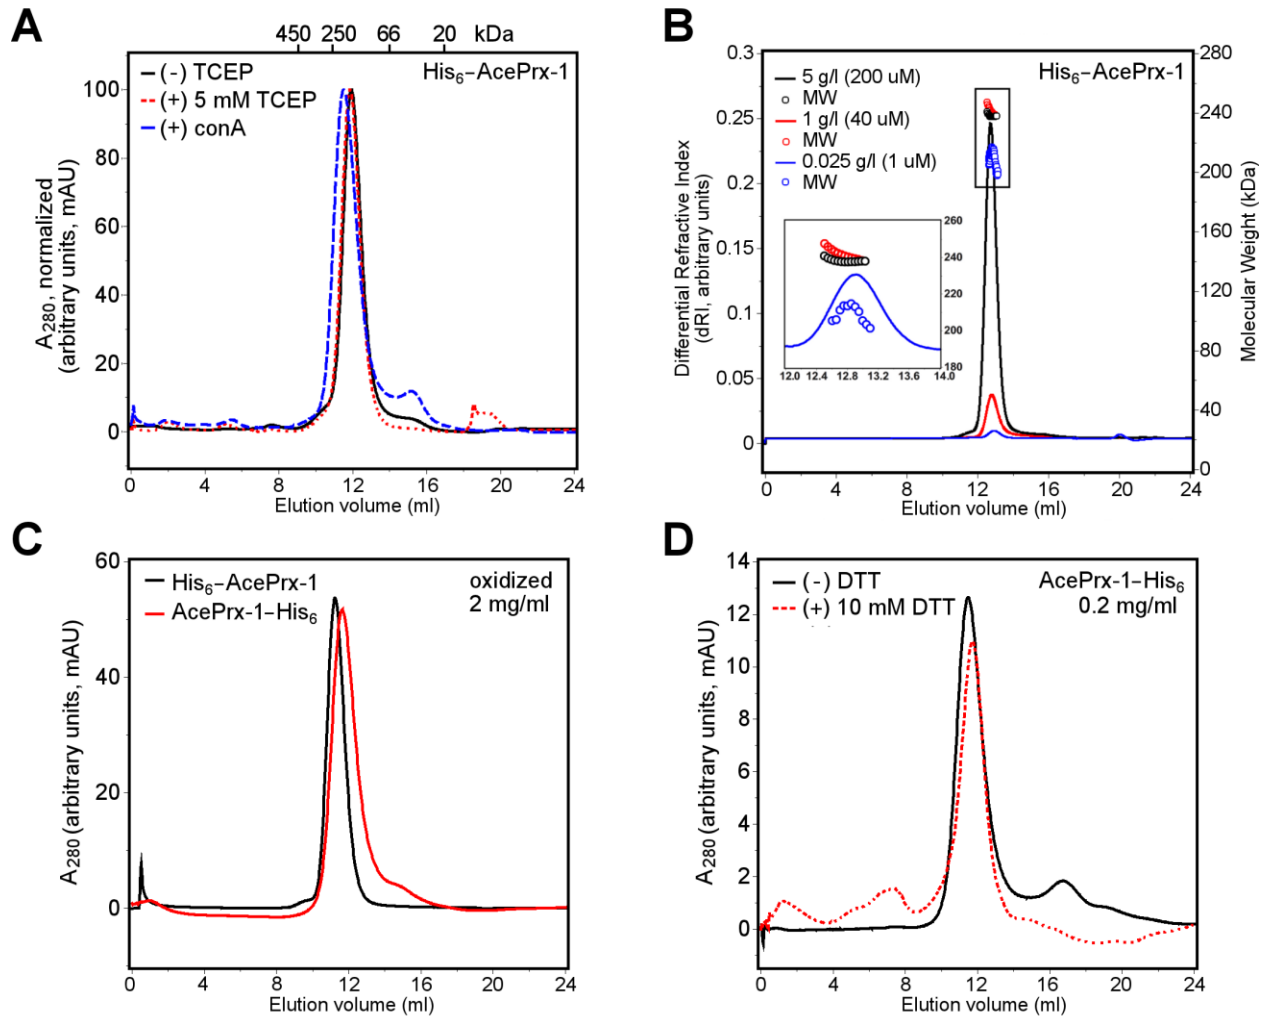 A
450 250 66 20 kDa
(-) TCEP
(+) 5 mM TCEP
(+) conA
His6–AcePrx-1
100
80
60
40
20
0
A280, normalized
(arbitrary units, mAU)
0 4 8 12 16 20 24
Elution volume (ml)
B
0.3
0.25
0.2
0.15
0.1
0.05
0
Differential Refractive Index
(dRI, arbitrary units)
5 g/l (200 uM)
MW
1 g/l (40 uM)
MW
0.025 g/l (1 uM)
MW
His6–AcePrx-1
260
240
220
200
180
12.0 12.4 12.8 13.2 13.6 14.0
280
240
200
160
120
80
40
0
Molecular Weight (kDa)
0 4 8 12 16 20 24
Elution volume (ml)
C
60
40
20
0
A280 (arbitrary units, mAU)
His6–AcePrx-1
AcePrx-1–His6
oxidized
2 mg/ml
0 4 8 12 16 20 24
Elution volume (ml)
D
14
12
10
8
6
4
2
0
A280 (arbitrary units, mAU)
(-) DTT
(+) 10 mM DTT
AcePrx-1–His6
0.2 mg/ml
0 4 8 12 16 20 24
Elution volume (ml)